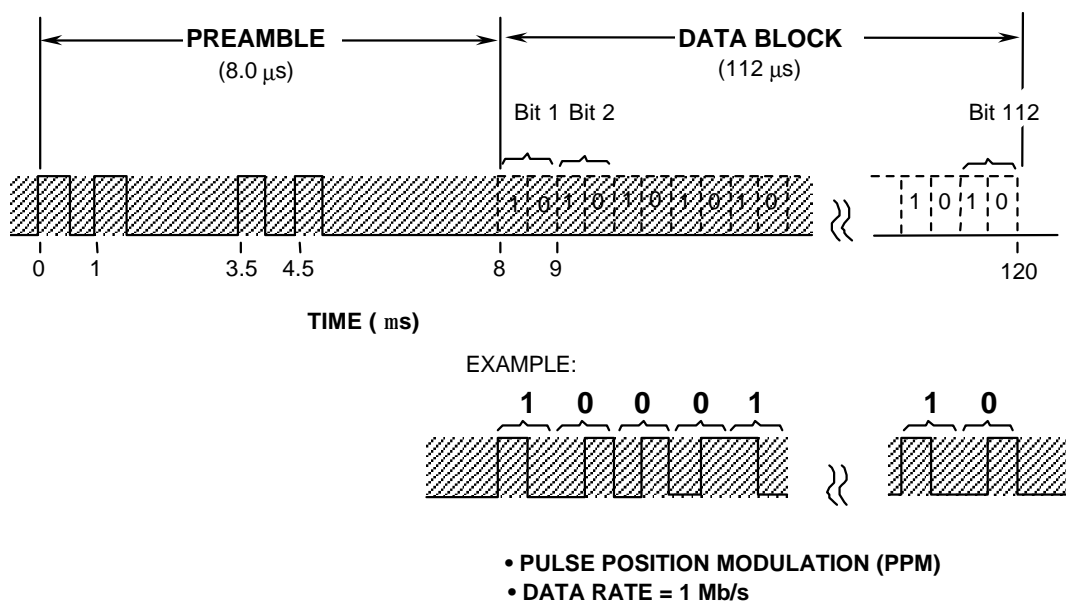 PREAMBLE DATA BLOCK
(8.0 μs) (112 μs)
Bit 1 Bit 2 Bit 112
1 0 1 0 1 0 1 0 1 0 1 0 1 0
0 1 3.5 4.5 8 9 120
TIME ( ms)
EXAMPLE:
1 0 0 0 1 1 0
• PULSE POSITION MODULATION (PPM)
• DATA RATE = 1 Mb/s